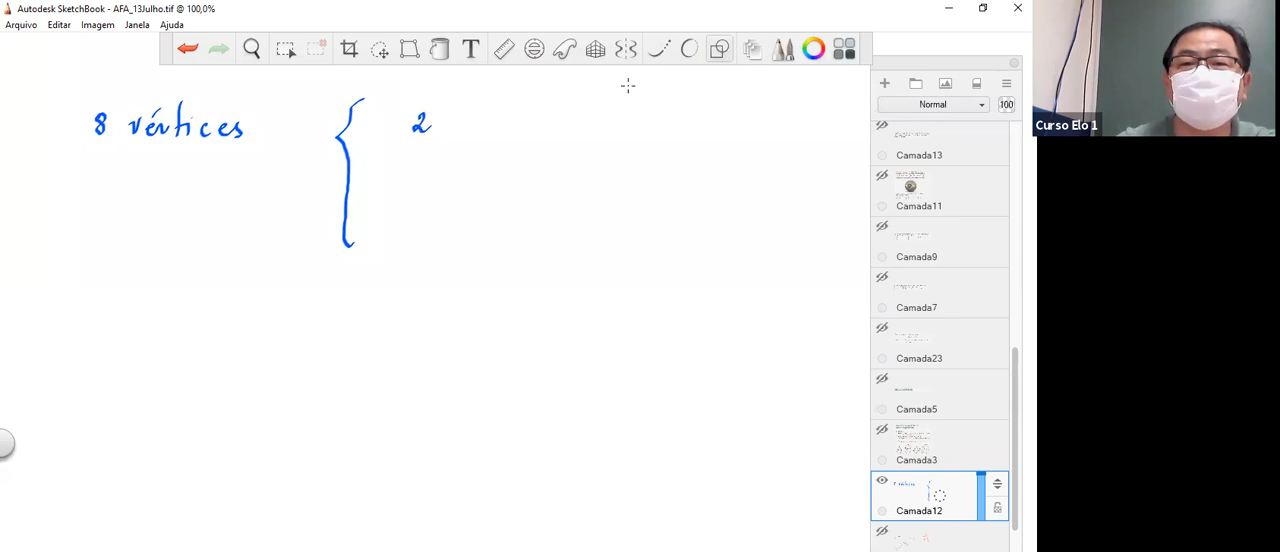 Autodesk SketchBook - AFA_13Julho.tif @ 100,0%
Arquivo Editar Imagem Janela Ajuda
T
Normal 100
8 vértices { 2
Curso Elo 1
Camada13
Camada11
Camada9
Camada7
Camada23
Camada5
Camada3
Camada12